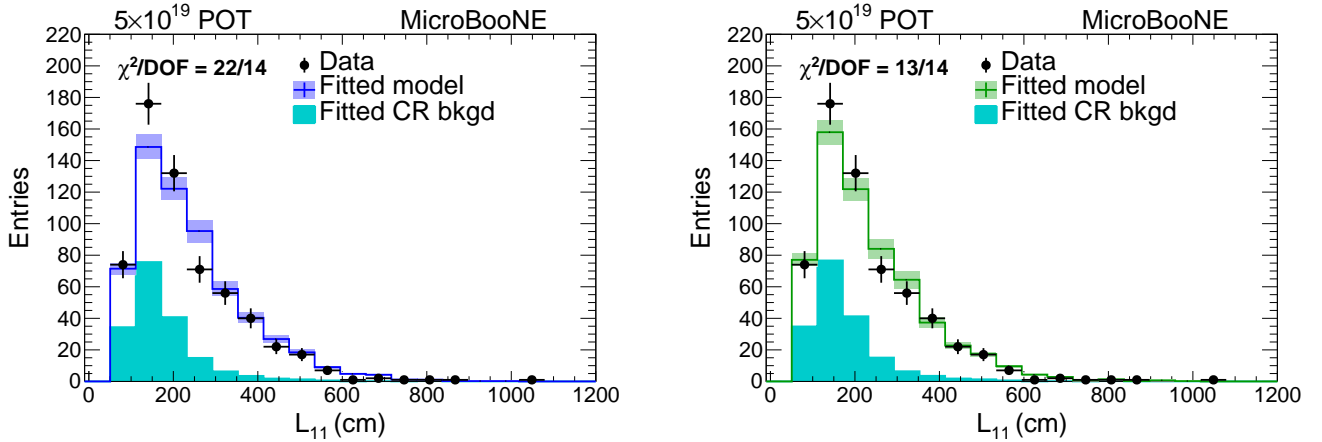 5×10¹⁹ POT MicroBooNE
220
200
180
160
140
120
100
80
60
40
20
0
Entries
χ²/DOF = 22/14
Data
Fitted model
Fitted CR bkgd
0 200 400 600 800 1000 1200
L₁₁ (cm)
5×10¹⁹ POT MicroBooNE
220
200
180
160
140
120
100
80
60
40
20
0
Entries
χ²/DOF = 13/14
Data
Fitted model
Fitted CR bkgd
0 200 400 600 800 1000 1200
L₁₁ (cm)